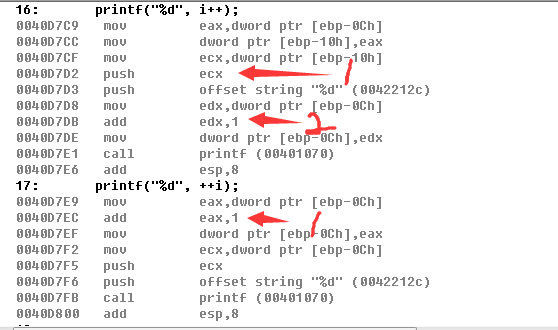 16:     printf("%d", i++);
0040D7C9   mov   eax,dword ptr [ebp-0Ch]
0040D7CC   mov   dword ptr [ebp-10h],eax
0040D7CF   mov   ecx,dword ptr [ebp-10h]
0040D7D2   push   ecx   1
0040D7D3   push   offset string "%d" (0042212c)
0040D7D8   mov   edx,dword ptr [ebp-0Ch]
0040D7DB   add   edx,1   2
0040D7DE   mov   dword ptr [ebp-0Ch],edx
0040D7E1   call   printf (00401070)
0040D7E6   add   esp,8
17:     printf("%d", ++i);
0040D7E9   mov   eax,dword ptr [ebp-0Ch]
0040D7EC   add   eax,1   1
0040D7EF   mov   dword ptr [ebp-0Ch],eax
0040D7F2   mov   ecx,dword ptr [ebp-0Ch]
0040D7F5   push   ecx
0040D7F6   push   offset string "%d" (0042212c)
0040D7FB   call   printf (00401070)
0040D800   add   esp,8